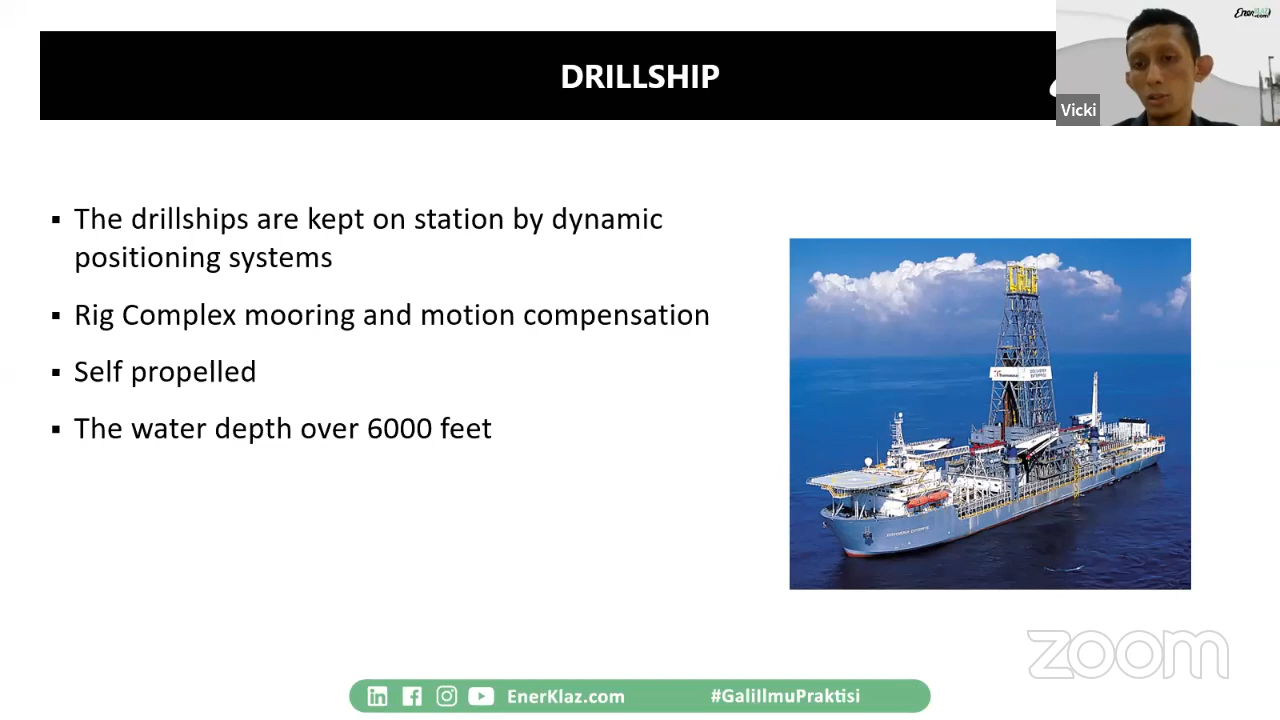 DRILLSHIP
Vicki
▪ The drillships are kept on station by dynamic
positioning systems
▪ Rig Complex mooring and motion compensation
▪ Self propelled
▪ The water depth over 6000 feet
zoom
EnerKlaz.com #GaliIlmuPraktisi